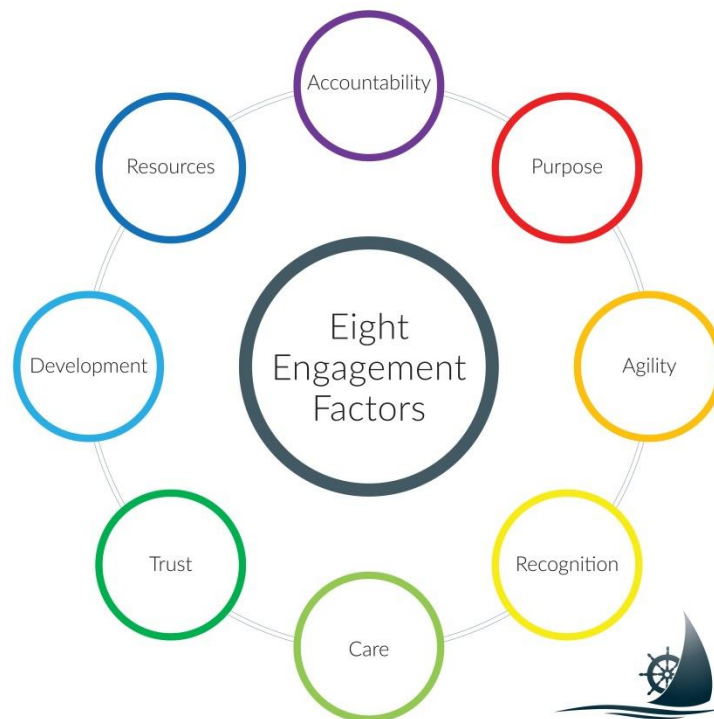 Accountability
Resources
Purpose
Eight
Engagement
Factors
Development
Agility
Trust
Recognition
Care